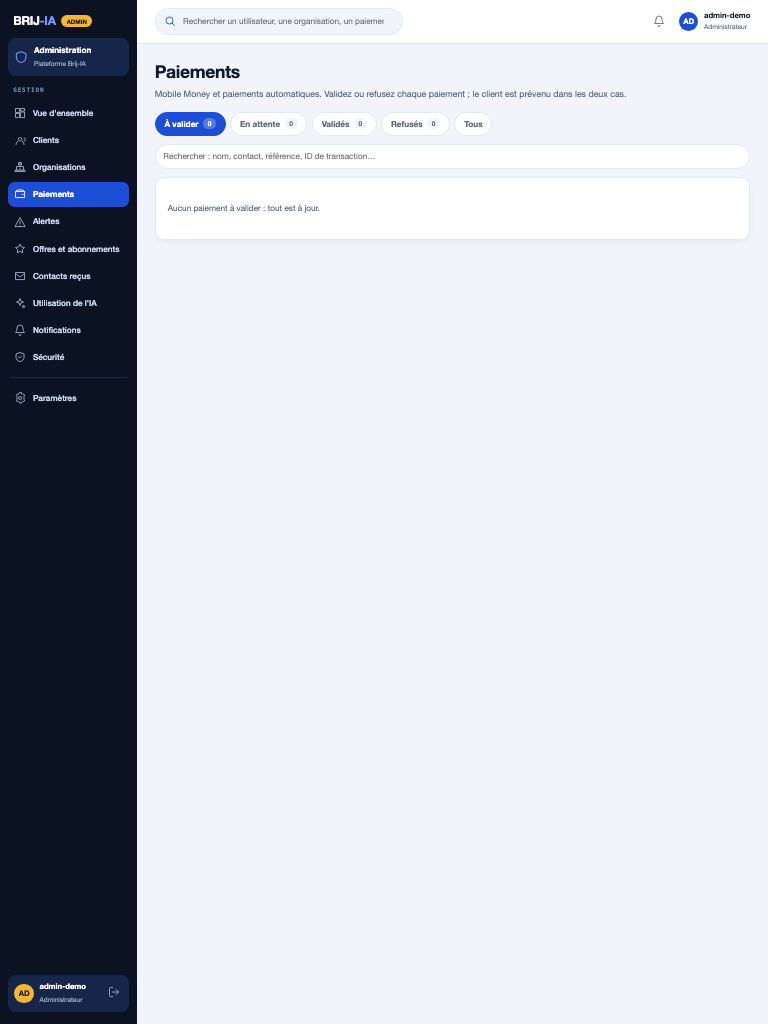 BRIJ-IA ADMIN
Administration
Plateforme Brij-IA
GESTION
Vue d'ensemble
Clients
Organisations
Paiements
Alertes
Offres et abonnements
Contacts reçus
Utilisation de l'IA
Notifications
Sécurité
Paramètres
AD
admin-demo
Administrateur
Rechercher un utilisateur, une organisation, un paiemer
AD
admin-demo
Administrateur
Paiements
Mobile Money et paiements automatiques. Validez ou refusez chaque paiement ; le client est prévenu dans les deux cas.
À valider 0 En attente 0 Validés 0 Refusés 0 Tous
Rechercher : nom, contact, référence, ID de transaction…
Aucun paiement à valider : tout est à jour.